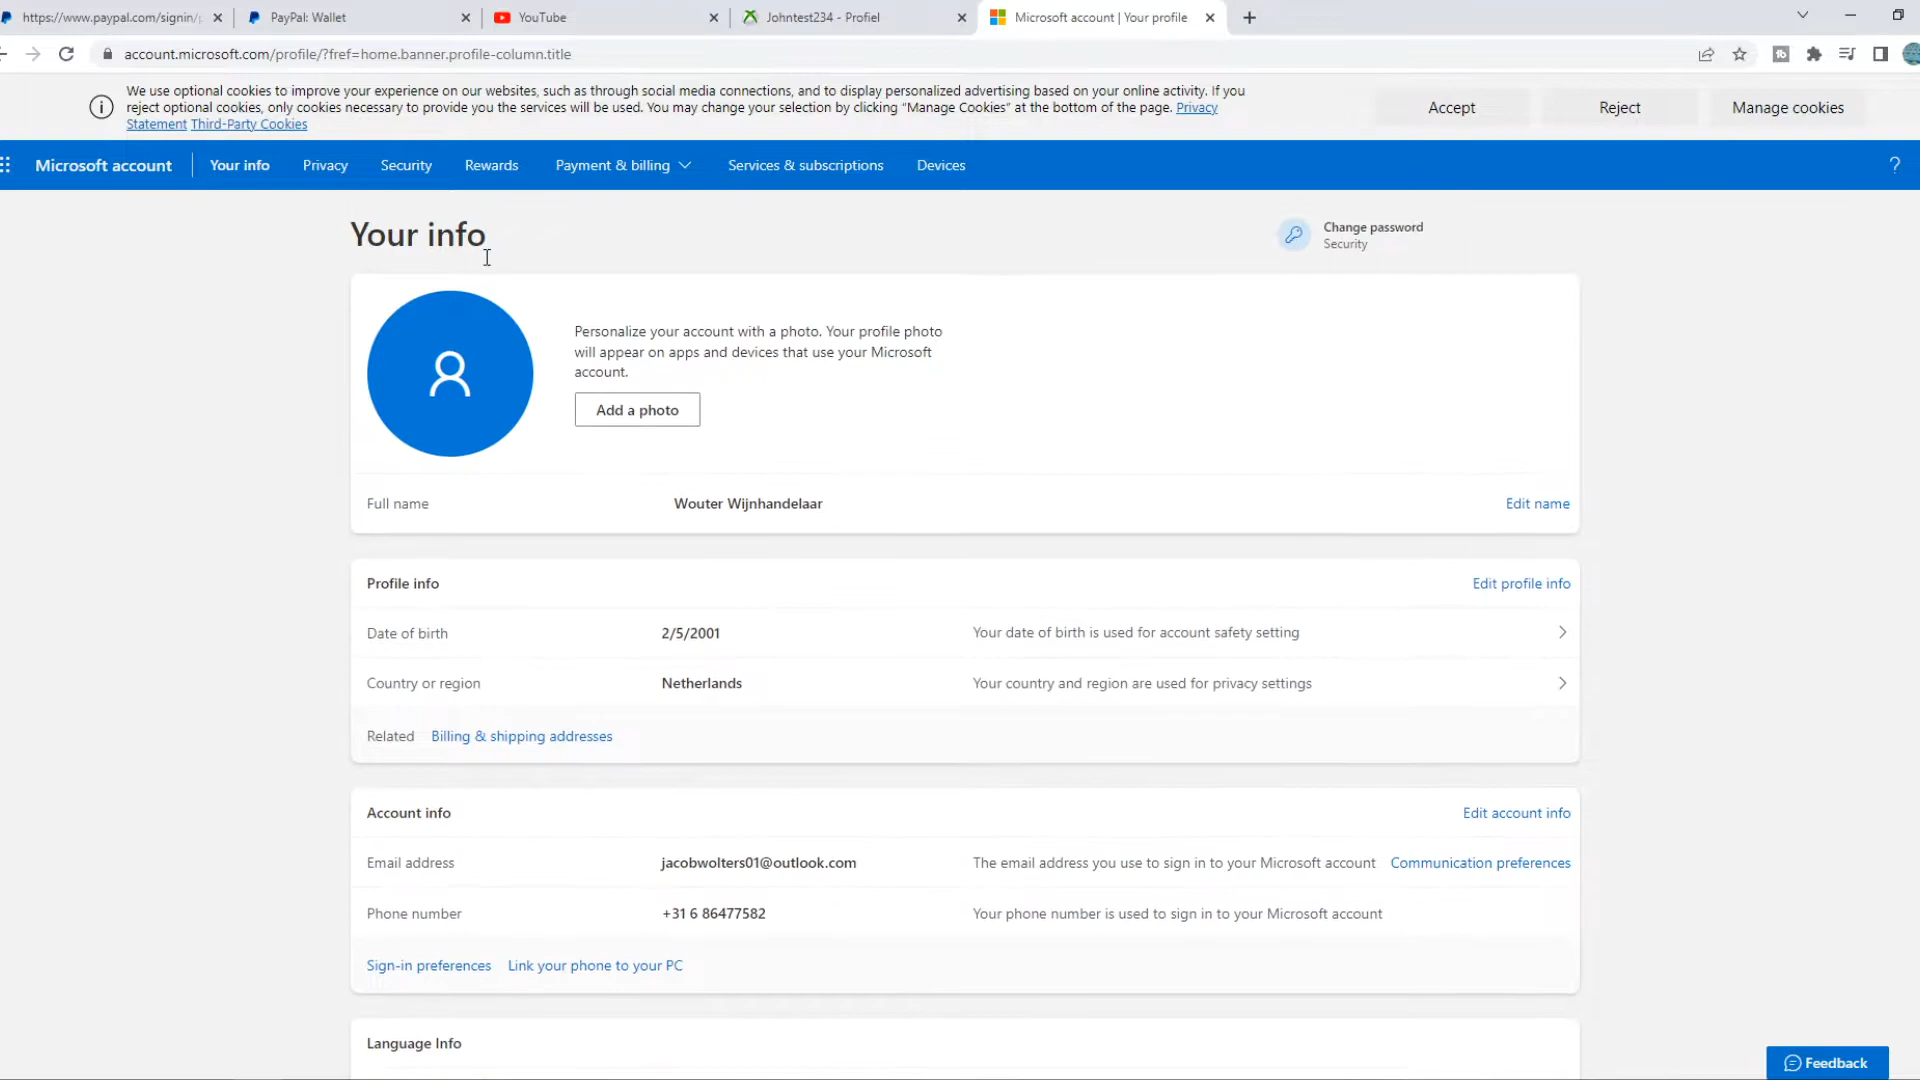 https://www.paypal.com/signin/
PayPal: Wallet
YouTube
Johntest234 - Profiel
Microsoft account | Your profile
account.microsoft.com/profile/?fref=home.banner.profile-column.title
We use optional cookies to improve your experience on our websites, such as through social media connections, and to display personalized advertising based on your online activity. If you
reject optional cookies, only cookies necessary to provide you the services will be used. You may change your selection by clicking “Manage Cookies” at the bottom of the page. Privacy
Statement Third-Party Cookies
Accept
Reject
Manage cookies
Microsoft account
Your info
Privacy
Security
Rewards
Payment & billing
Services & subscriptions
Devices
?
Your info
Change password
Security
Personalize your account with a photo. Your profile photo
will appear on apps and devices that use your Microsoft
account.
Add a photo
Full name Wouter Wijnhandelaar Edit name
Profile info Edit profile info
Date of birth 2/5/2001 Your date of birth is used for account safety setting
Country or region Netherlands Your country and region are used for privacy settings
Related Billing & shipping addresses
Account info Edit account info
Email address jacobwolters01@outlook.com The email address you use to sign in to your Microsoft account Communication preferences
Phone number +31 6 86477582 Your phone number is used to sign in to your Microsoft account
Sign-in preferences Link your phone to your PC
Language Info
Feedback